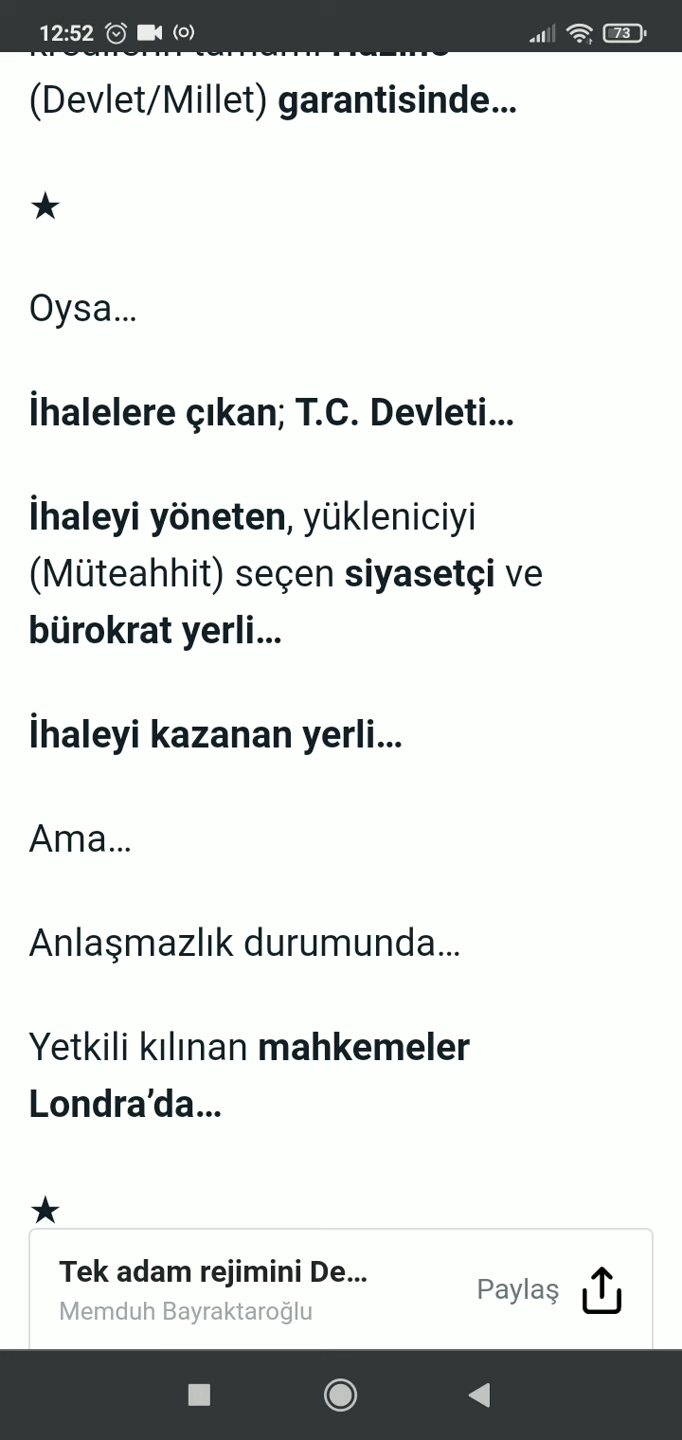 12:52
73
(Devlet/Millet) garantisinde...
★
Oysa...
İhalelere çıkan; T.C. Devleti...
İhaleyi yöneten, yükleniciyi
(Müteahhit) seçen siyasetçi ve
bürokrat yerli...
İhaleyi kazanan yerli...
Ama...
Anlaşmazlık durumunda...
Yetkili kılınan mahkemeler
Londra’da...
★
Tek adam rejimini De...
Memduh Bayraktaroğlu
Paylaş